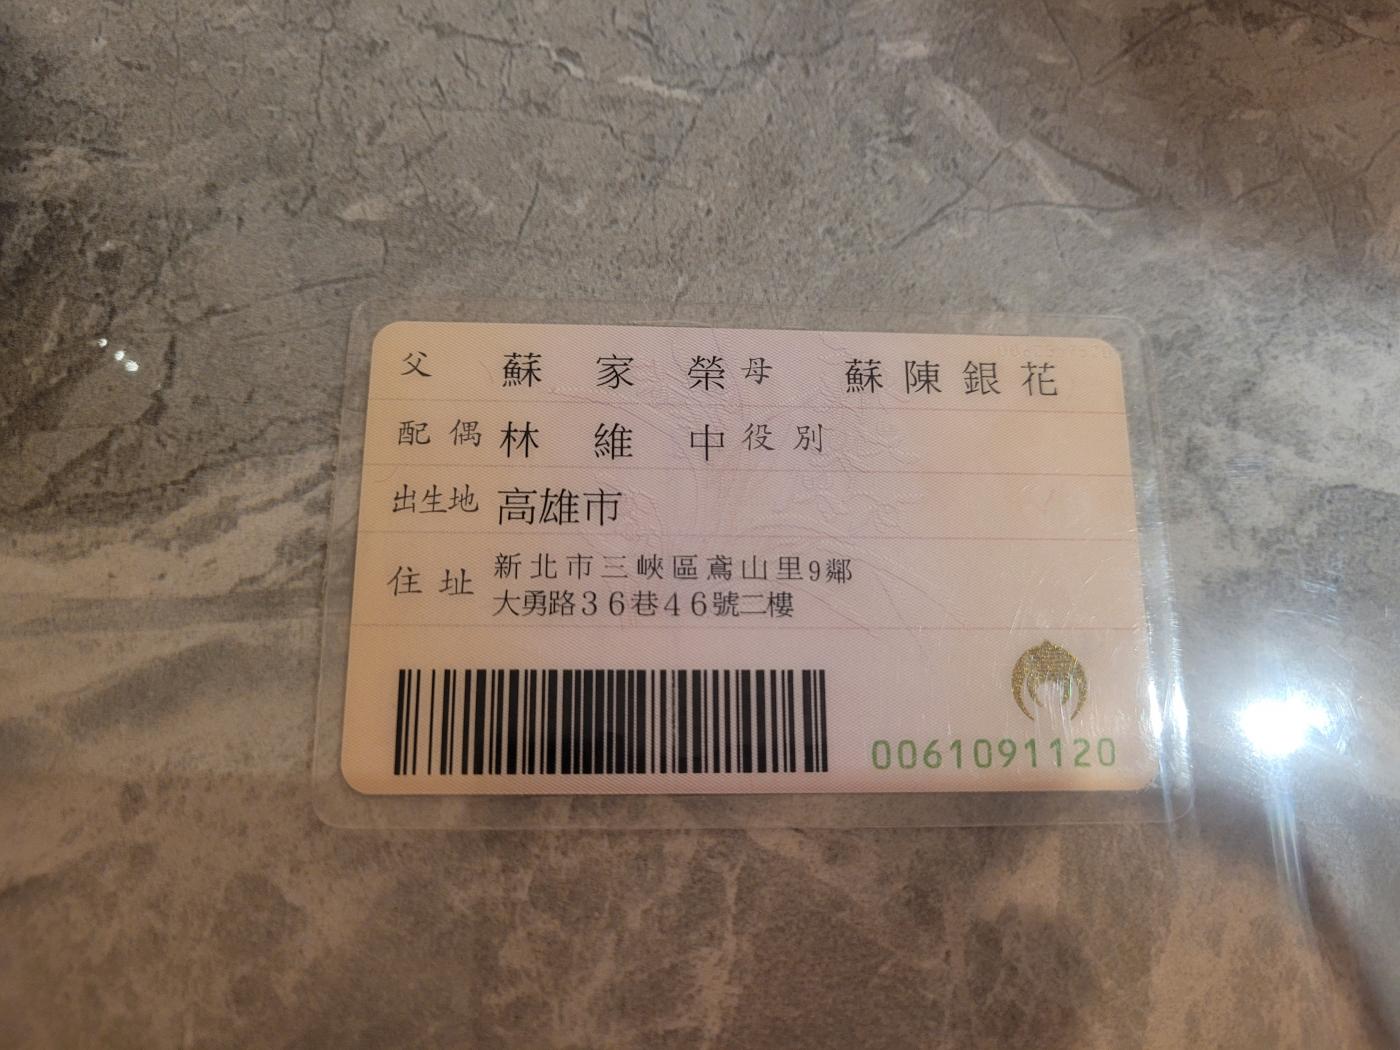 父 蘇家榮 母 蘇陳銀花
配偶 林維中 役別
出生地 高雄市
住址 新北市三峽區鳶山里9鄰
大勇路36巷46號二樓
0061091120